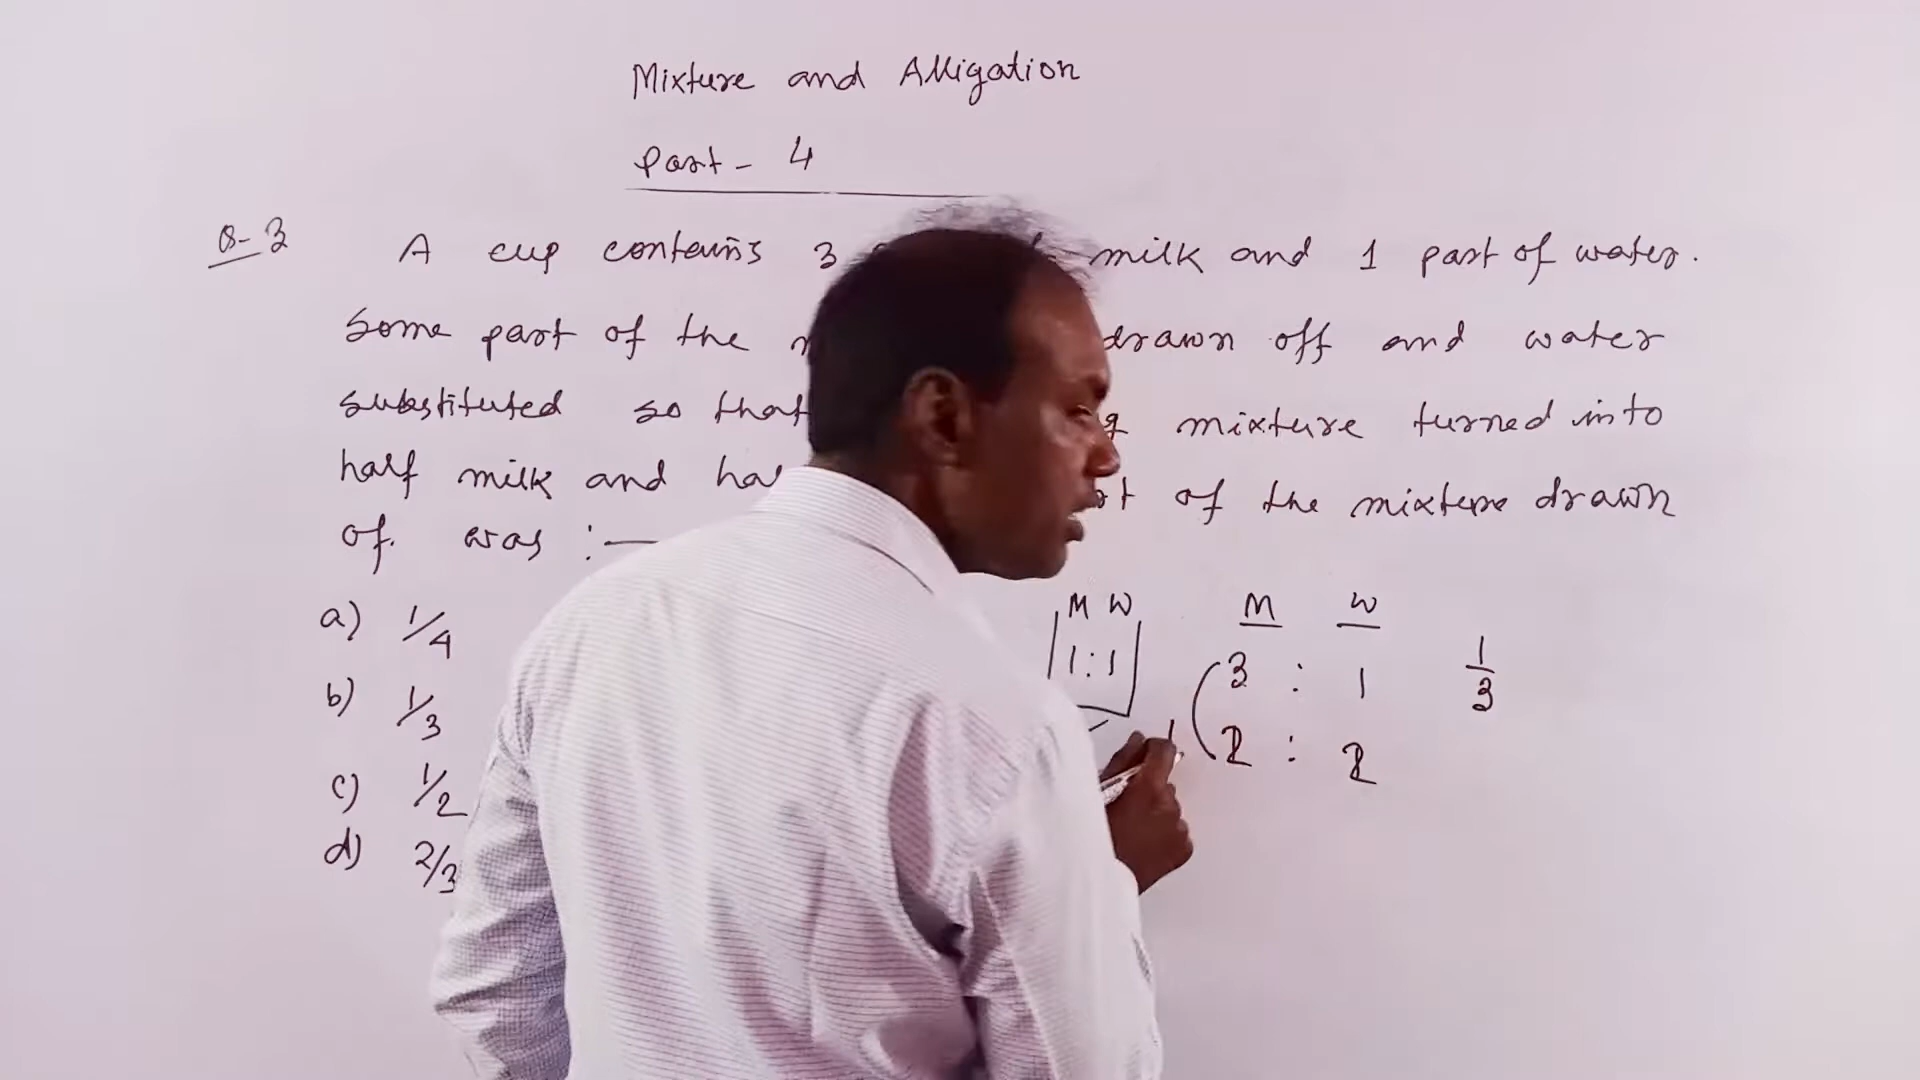 Mixture and Alligation
Part - 4
Q-3 A cup contains 3 milk and 1 part of water.
Some part of the drawn off and water
substituted so that mixture turned into
half milk and of the mixture drawn
of. was :-
a) 1/4
b) 1/3
c) 1/2
d) 2/3
M W
1 : 1
M W
3 : 1
2 : 2
1
1/3